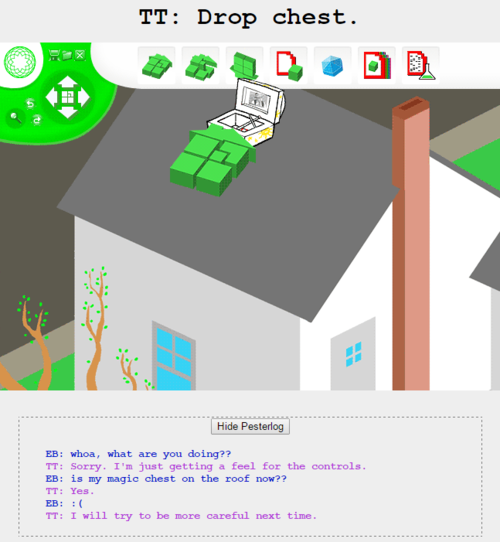 TT: Drop chest.
Hide Pesterlog
EB: whoa, what are you doing??
TT: Sorry. I'm just getting a feel for the controls.
EB: is my magic chest on the roof now??
TT: Yes.
EB: :(
TT: I will try to be more careful next time.